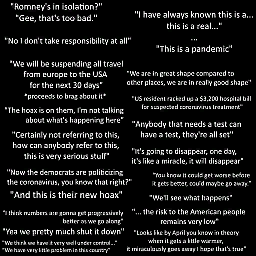 "Romney's in isolation?"
"Gee, that's too bad."
"No I don't take responsibility at all"
"We will be suspending all travel
from europe to the USA
for the next 30 days"
*proceeds to brag about it*
"The hoax is on them, I'm not talking
about what's happening here"
"Certainly not referring to this,
how can anybody refer to this,
this is very serious stuff"
"Now the democrats are politicizing
the coronavirus, you know that right?"
"And this is their new hoax"
"I think numbers are gonna get progressively
better as we go along"
"Yea we pretty much shut it down"
"We think we have it very well under control..."
"We have very little problem in this country"
"I have always known this is a...
this is a real..."
...
"This is a pandemic"
"We are in great shape compared to
other places, we are in really good shape"
"US resident racked up a $3,200 hospital bill
for suspected coronavirus treatment"
"Anybody that needs a test can
have a test, they're all set"
"It's going to disappear, one day,
it's like a miracle, it will disappear"
"You know it could get worse before
it gets better, could maybe go away."
"We'll see what happens"
"... the risk to the American people
remains very low"
"Looks like by April you know in theory
when it gets a little warmer,
it miraculously goes away I hope that's true"